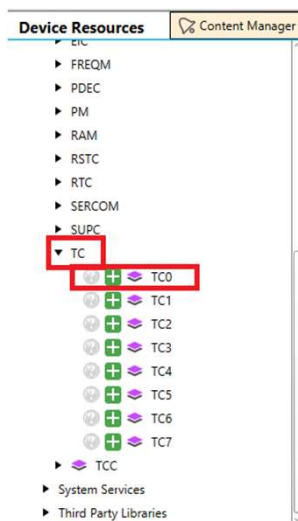 Device Resources Content Manager
EIC
FREQM
PDEC
PM
RAM
RSTC
RTC
SERCOM
SUPC
TC
TC0
TC1
TC2
TC3
TC4
TC5
TC6
TC7
TCC
System Services
Third Party Libraries